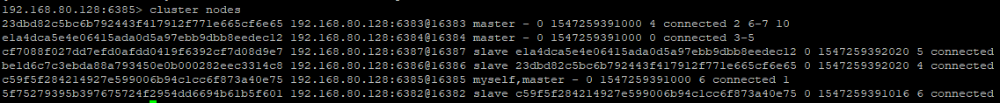 192.168.80.128:6385> cluster nodes
23dbd82c5bc6b792443f417912f771e665cf6e65 192.168.80.128:6383@16383 master - 0 1547259391000 4 connected 2 6-7 10
e1a4dca5e4e06415ada0d5a97ebb9dbb8eedec12 192.168.80.128:6384@16384 master - 0 1547259391000 0 connected 3-5
cf7088f027dd7efd0afdd0419f6392cf7d08d9e7 192.168.80.128:6387@16387 slave e1a4dca5e4e06415ada0d5a97ebb9dbb8eedec12 0 1547259392020 5 connected
be1d6c7c3ebda88a793450e0b000282eec3314c8 192.168.80.128:6386@16386 slave 23dbd82c5bc6b792443f417912f771e665cf6e65 0 1547259392020 4 connected
c59f5f284214927e599006b94c1cc6f873a40e75 192.168.80.128:6385@16385 myself,master - 0 1547259391000 6 connected 1
5f75279395b397675724f2954dd6694b61b5f601 192.168.80.128:6382@16382 slave c59f5f284214927e599006b94c1cc6f873a40e75 0 1547259391016 6 connected